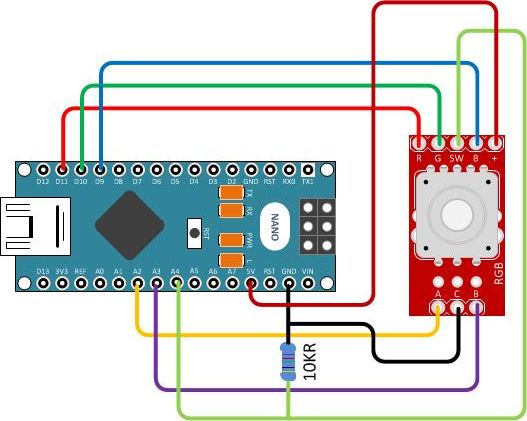 R G SW B +
D12 D11 D10 D9 D8 D7 D6 D5 D4 D3 D2 GND RST RX0 TX1
TX
RX
RST
NANO
PWR
L
RGB
D13 3V3 REF A0 A1 A2 A3 A4 A5 A6 A7 5V RST GND VIN
A C B
10KR